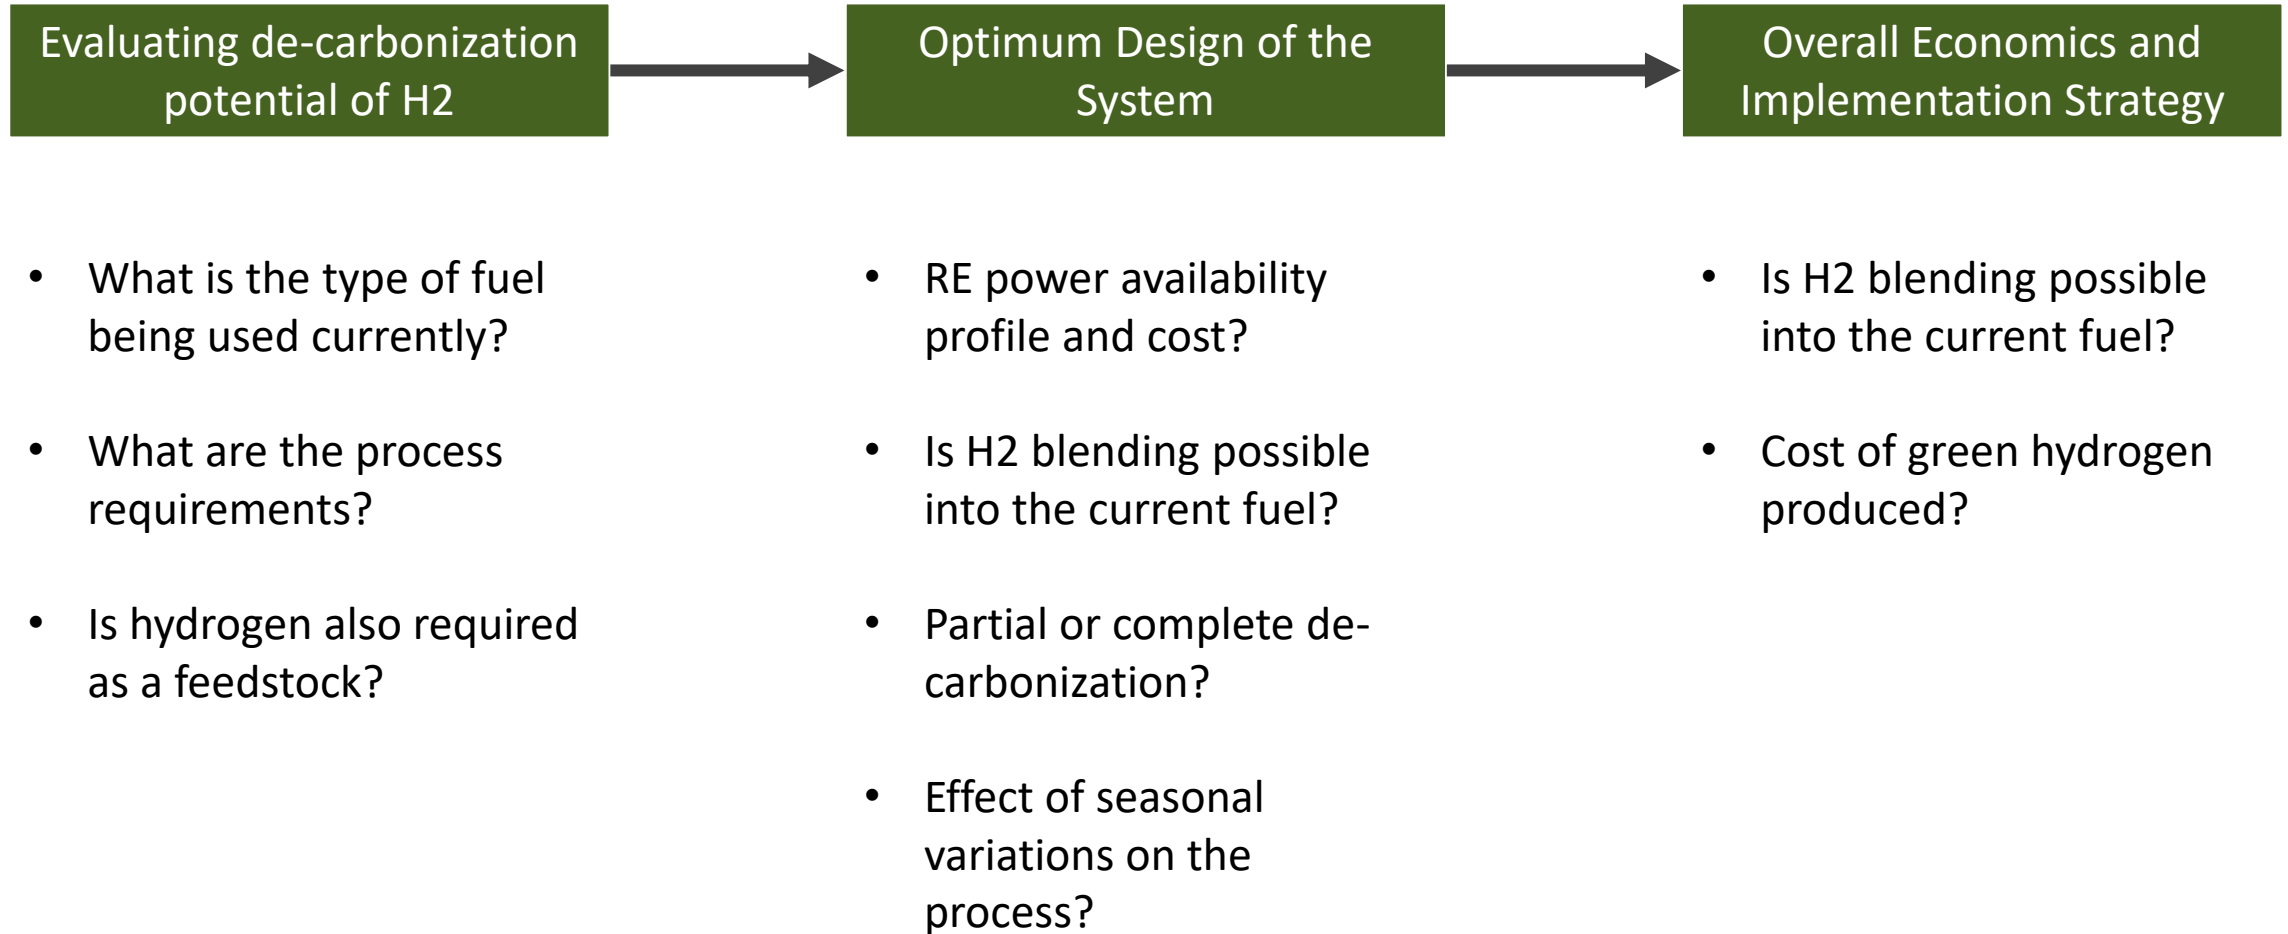 Evaluating de-carbonization
potential of H2
Optimum Design of the
System
Overall Economics and
Implementation Strategy
• What is the type of fuel
being used currently?
• What are the process
requirements?
• Is hydrogen also required
as a feedstock?
• RE power availability
profile and cost?
• Is H2 blending possible
into the current fuel?
• Partial or complete de-
carbonization?
• Effect of seasonal
variations on the
process?
• Is H2 blending possible
into the current fuel?
• Cost of green hydrogen
produced?